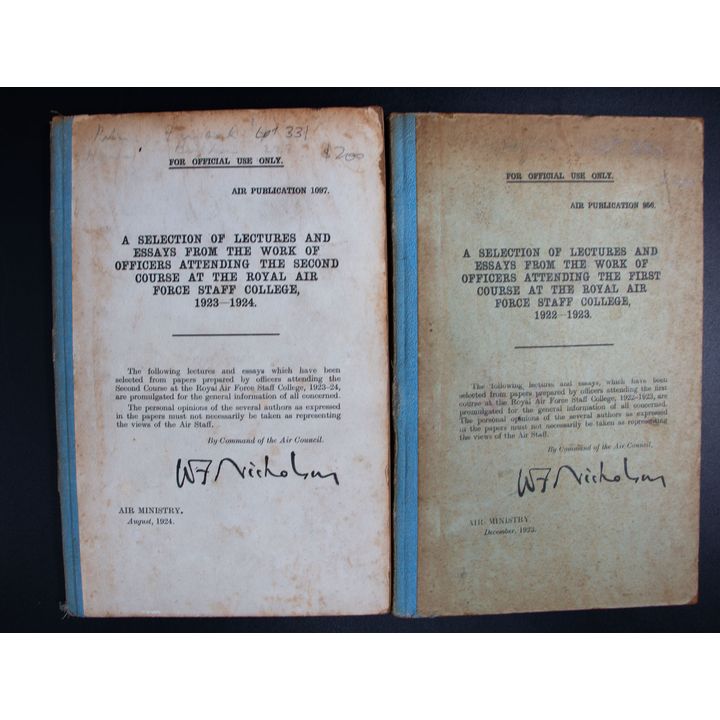 Lot 331
$200
FOR OFFICIAL USE ONLY.
AIR PUBLICATION 1097.
A SELECTION OF LECTURES AND
ESSAYS FROM THE WORK OF
OFFICERS ATTENDING THE SECOND
COURSE AT THE ROYAL AIR
FORCE STAFF COLLEGE,
1923—1924.
The following lectures and essays which have been
selected from papers prepared by officers attending the
Second Course at the Royal Air Force Staff College, 1923-24,
are promulgated for the general information of all concerned.
The personal opinions of the several authors as expressed
in the papers must not necessarily be taken as representing
the views of the Air Staff.
By Command of the Air Council.
WF Nicholson
AIR MINISTRY.
August, 1924.
FOR OFFICIAL USE ONLY.
AIR PUBLICATION 956.
A SELECTION OF LECTURES AND
ESSAYS FROM THE WORK OF
OFFICERS ATTENDING THE FIRST
COURSE AT THE ROYAL AIR
FORCE STAFF COLLEGE,
1922—1923.
The following lectures and essays, which have been
selected from papers prepared by officers attending the first
course at the Royal Air Force Staff College, 1922-1923, are
promulgated for the general information of all concerned.
The personal opinions of the several authors as expressed
in the papers must not necessarily be taken as representing
the views of the Air Staff.
By Command of the Air Council.
WF Nicholson
AIR MINISTRY.
December, 1923.